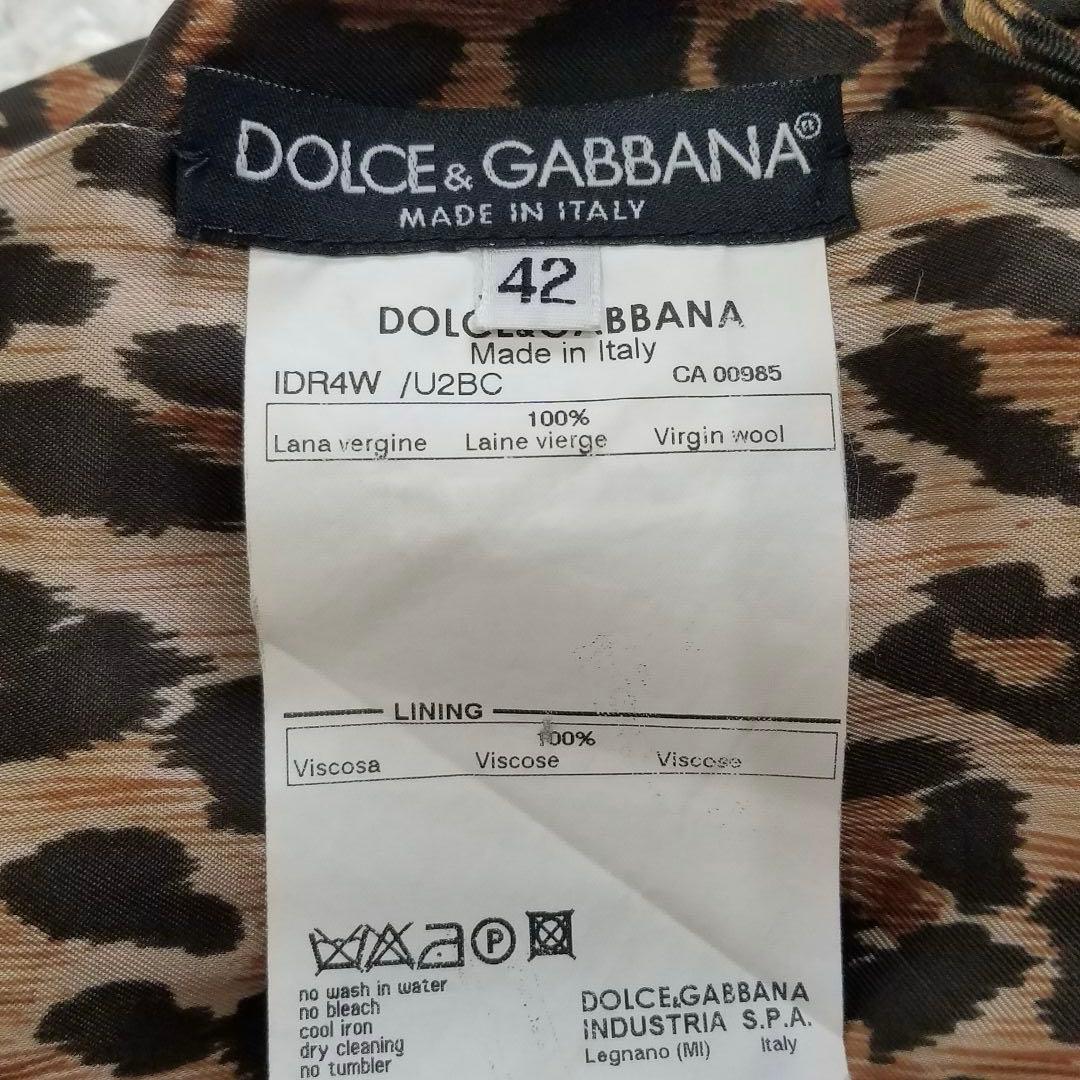 DOLCE & GABBANA®
MADE IN ITALY
42
DOLCE&GABBANA
Made in Italy
IDR4W /U2BC CA 00985
100%
Lana vergine Laine vierge Virgin wool
LINING
100%
Viscosa Viscose Viscose
P
no wash in water
no bleach
cool iron
dry cleaning
no tumbler
DOLCE&GABBANA
INDUSTRIA S.P.A.
Legnano (MI) Italy